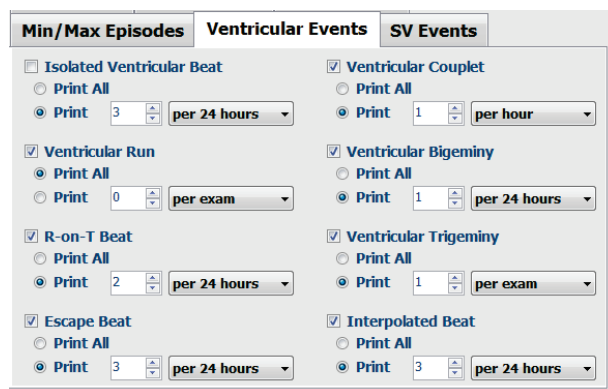 Min/Max Episodes Ventricular Events SV Events
Isolated Ventricular Beat
Print All
Print 3 per 24 hours
Ventricular Couplet
Print All
Print 1 per hour
Ventricular Run
Print All
Print 0 per exam
Ventricular Bigeminy
Print All
Print 1 per 24 hours
R-on-T Beat
Print All
Print 2 per 24 hours
Ventricular Trigeminy
Print All
Print 1 per exam
Escape Beat
Print All
Print 3 per 24 hours
Interpolated Beat
Print All
Print 3 per 24 hours